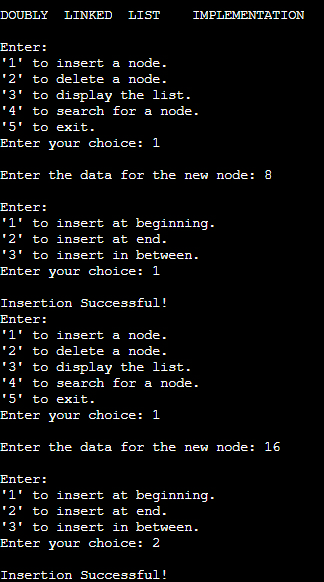 DOUBLY LINKED LIST IMPLEMENTATION
Enter:
'1' to insert a node.
'2' to delete a node.
'3' to display the list.
'4' to search for a node.
'5' to exit.
Enter your choice: 1
Enter the data for the new node: 8
Enter:
'1' to insert at beginning.
'2' to insert at end.
'3' to insert in between.
Enter your choice: 1
Insertion Successful!
Enter:
'1' to insert a node.
'2' to delete a node.
'3' to display the list.
'4' to search for a node.
'5' to exit.
Enter your choice: 1
Enter the data for the new node: 16
Enter:
'1' to insert at beginning.
'2' to insert at end.
'3' to insert in between.
Enter your choice: 2
Insertion Successful!